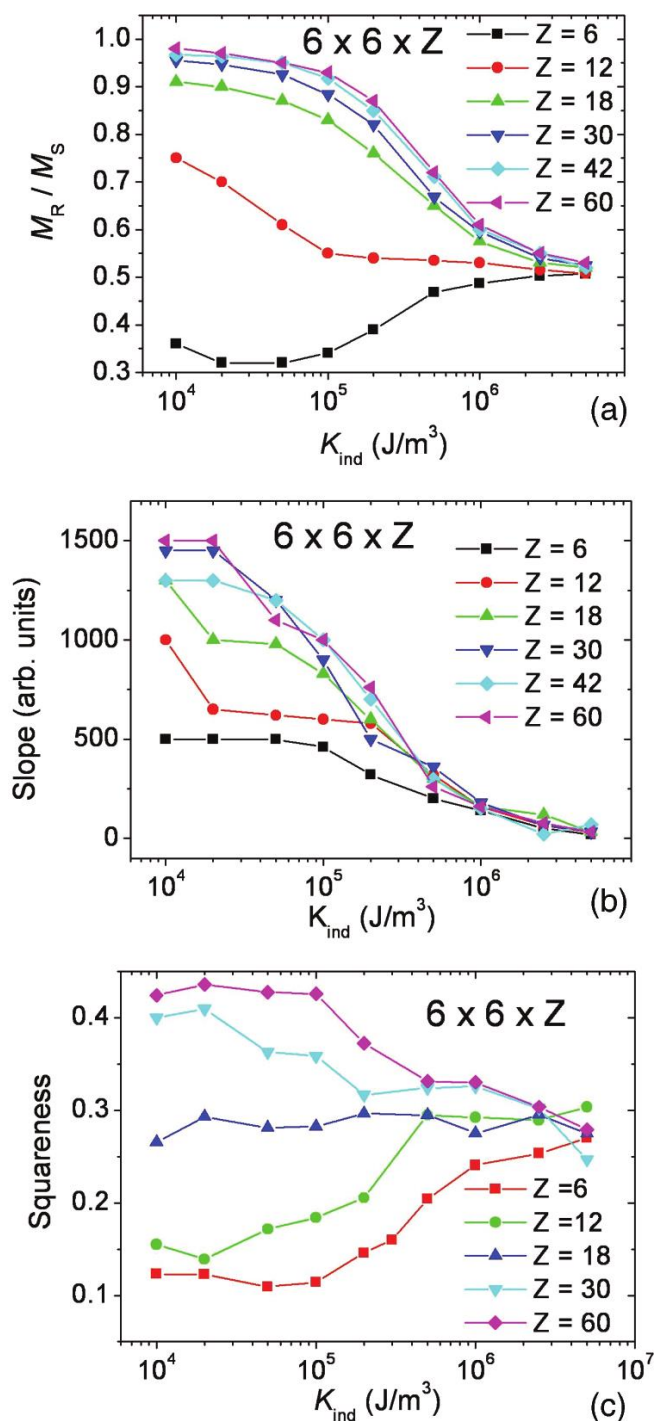 6 x 6 x Z
Z = 6
Z = 12
Z = 18
Z = 30
Z = 42
Z = 60
1.0
0.9
0.8
0.7
0.6
0.5
0.4
0.3
M_R / M_S
10^4
10^5
10^6
K_ind (J/m^3)
(a)
6 x 6 x Z
Z = 6
Z = 12
Z = 18
Z = 30
Z = 42
Z = 60
1500
1000
500
0
Slope (arb. units)
10^4
10^5
10^6
K_ind (J/m^3)
(b)
6 x 6 x Z
0.4
0.3
0.2
0.1
Squareness
Z =6
Z =12
Z = 18
Z = 30
Z = 60
10^4
10^5
10^6
10^7
K_ind (J/m^3)
(c)